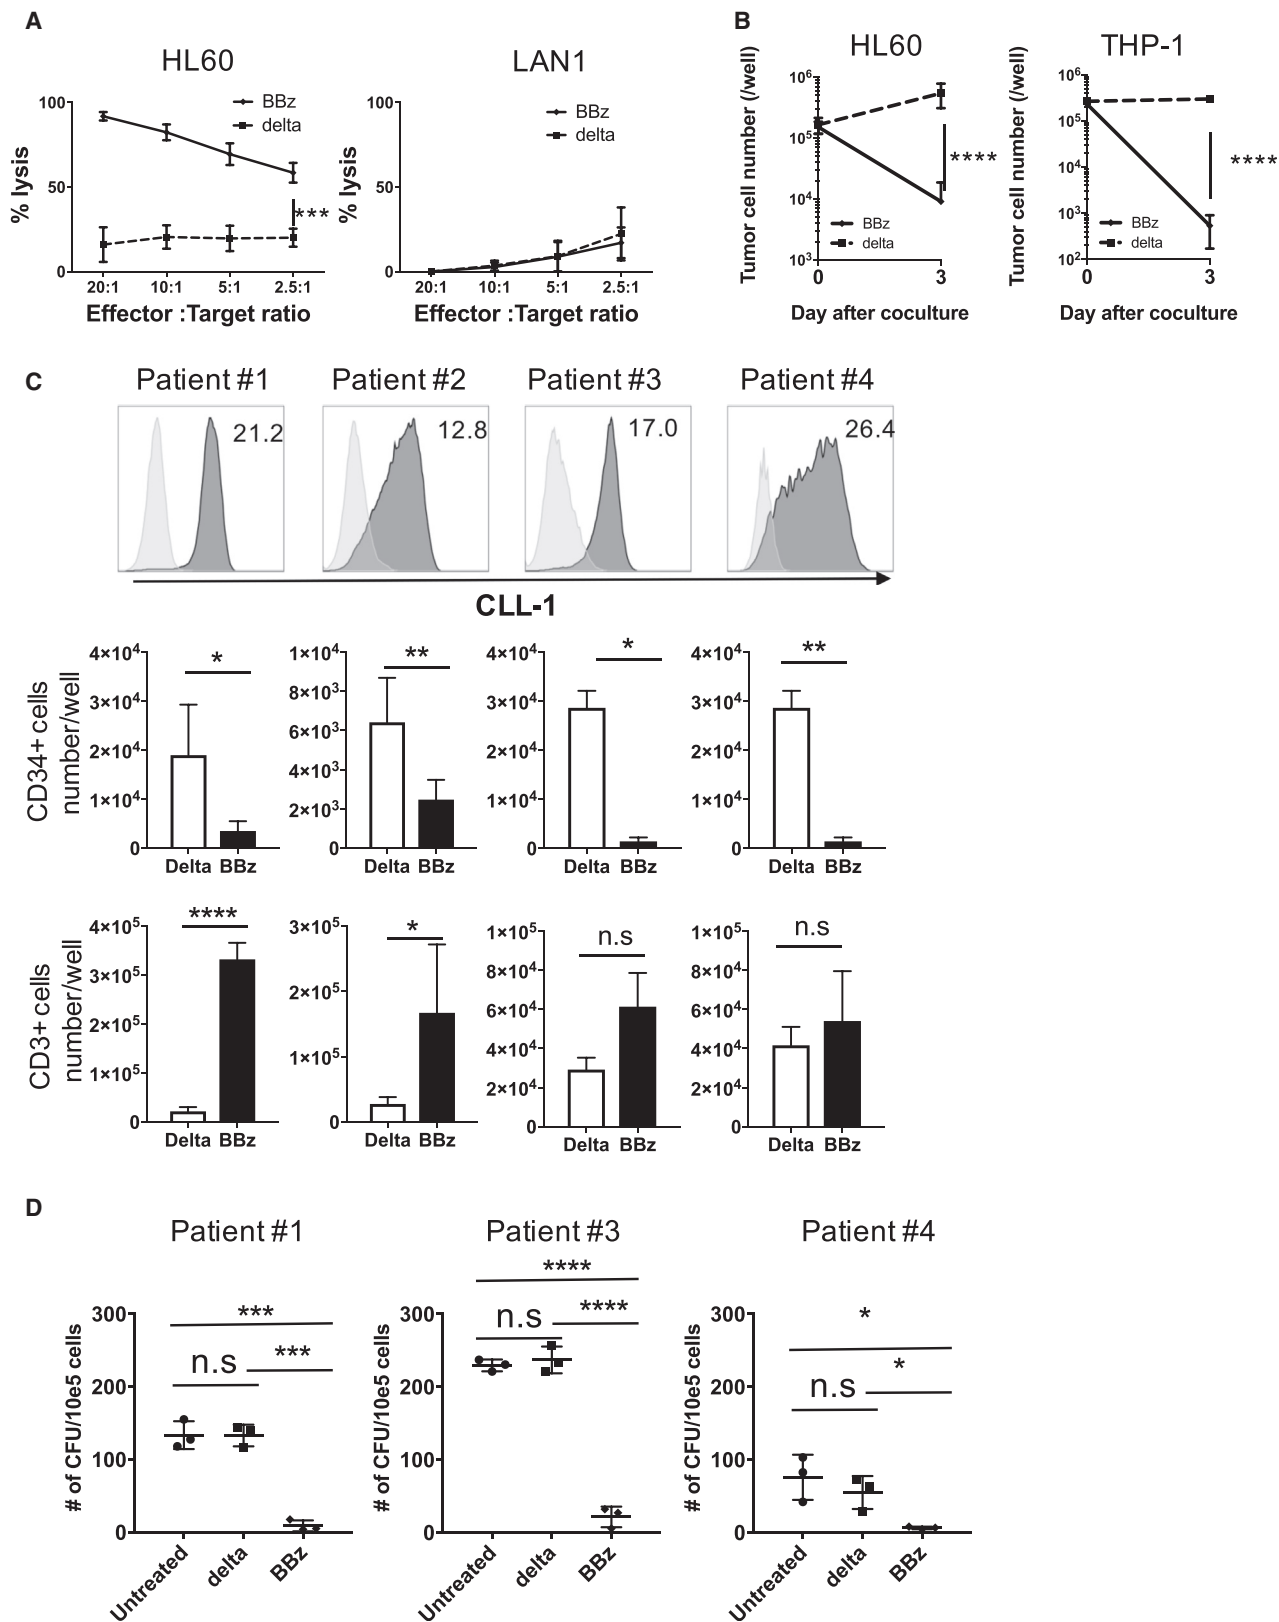 A
HL60
% lysis
100
50
0
BBz
delta
***
20:1 10:1 5:1 2.5:1
Effector :Target ratio
LAN1
% lysis
100
50
0
BBz
delta
20:1 10:1 5:1 2.5:1
Effector :Target ratio
B
HL60
Tumor cell number (/well)
10⁶
10⁵
10⁴
10³
****
BBz
delta
0 3
Day after coculture
THP-1
Tumor cell number (/well)
10⁶
10⁵
10⁴
10³
10²
****
BBz
delta
0 3
Day after coculture
C
Patient #1 Patient #2 Patient #3 Patient #4
21.2 12.8 17.0 26.4
CLL-1
CD34+ cells
number/well
4×10⁴
3×10⁴
2×10⁴
1×10⁴
0
*
Delta BBz
1×10⁴
8×10³
6×10³
4×10³
2×10³
0
**
Delta BBz
4×10⁴
3×10⁴
2×10⁴
1×10⁴
0
*
Delta BBz
4×10⁴
3×10⁴
2×10⁴
1×10⁴
0
**
Delta BBz
CD3+ cells
number/well
4×10⁵
3×10⁵
2×10⁵
1×10⁵
0
****
Delta BBz
3×10⁵
2×10⁵
1×10⁵
0
*
Delta BBz
1×10⁵
8×10⁴
6×10⁴
4×10⁴
2×10⁴
0
n.s
Delta BBz
1×10⁵
8×10⁴
6×10⁴
4×10⁴
2×10⁴
0
n.s
Delta BBz
D
Patient #1
# of CFU/10e5 cells
300
200
100
0
***
n.s
***
Untreated
delta
BBz
Patient #3
# of CFU/10e5 cells
300
200
100
0
****
n.s
****
Untreated
delta
BBz
Patient #4
# of CFU/10e5 cells
300
200
100
0
*
n.s
*
Untreated
delta
BBz